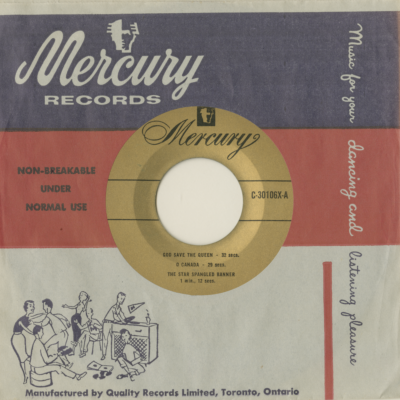 Mercury
RECORDS
Music for your dancing and listening pleasure
NON-BREAKABLE
UNDER
NORMAL USE
Mercury
C-30106X-A
GOD SAVE THE QUEEN - 32 secs.
O CANADA - 28 secs.
THE STAR SPANGLED BANNER
1 min., 12 secs.
Manufactured by Quality Records Limited, Toronto, Ontario